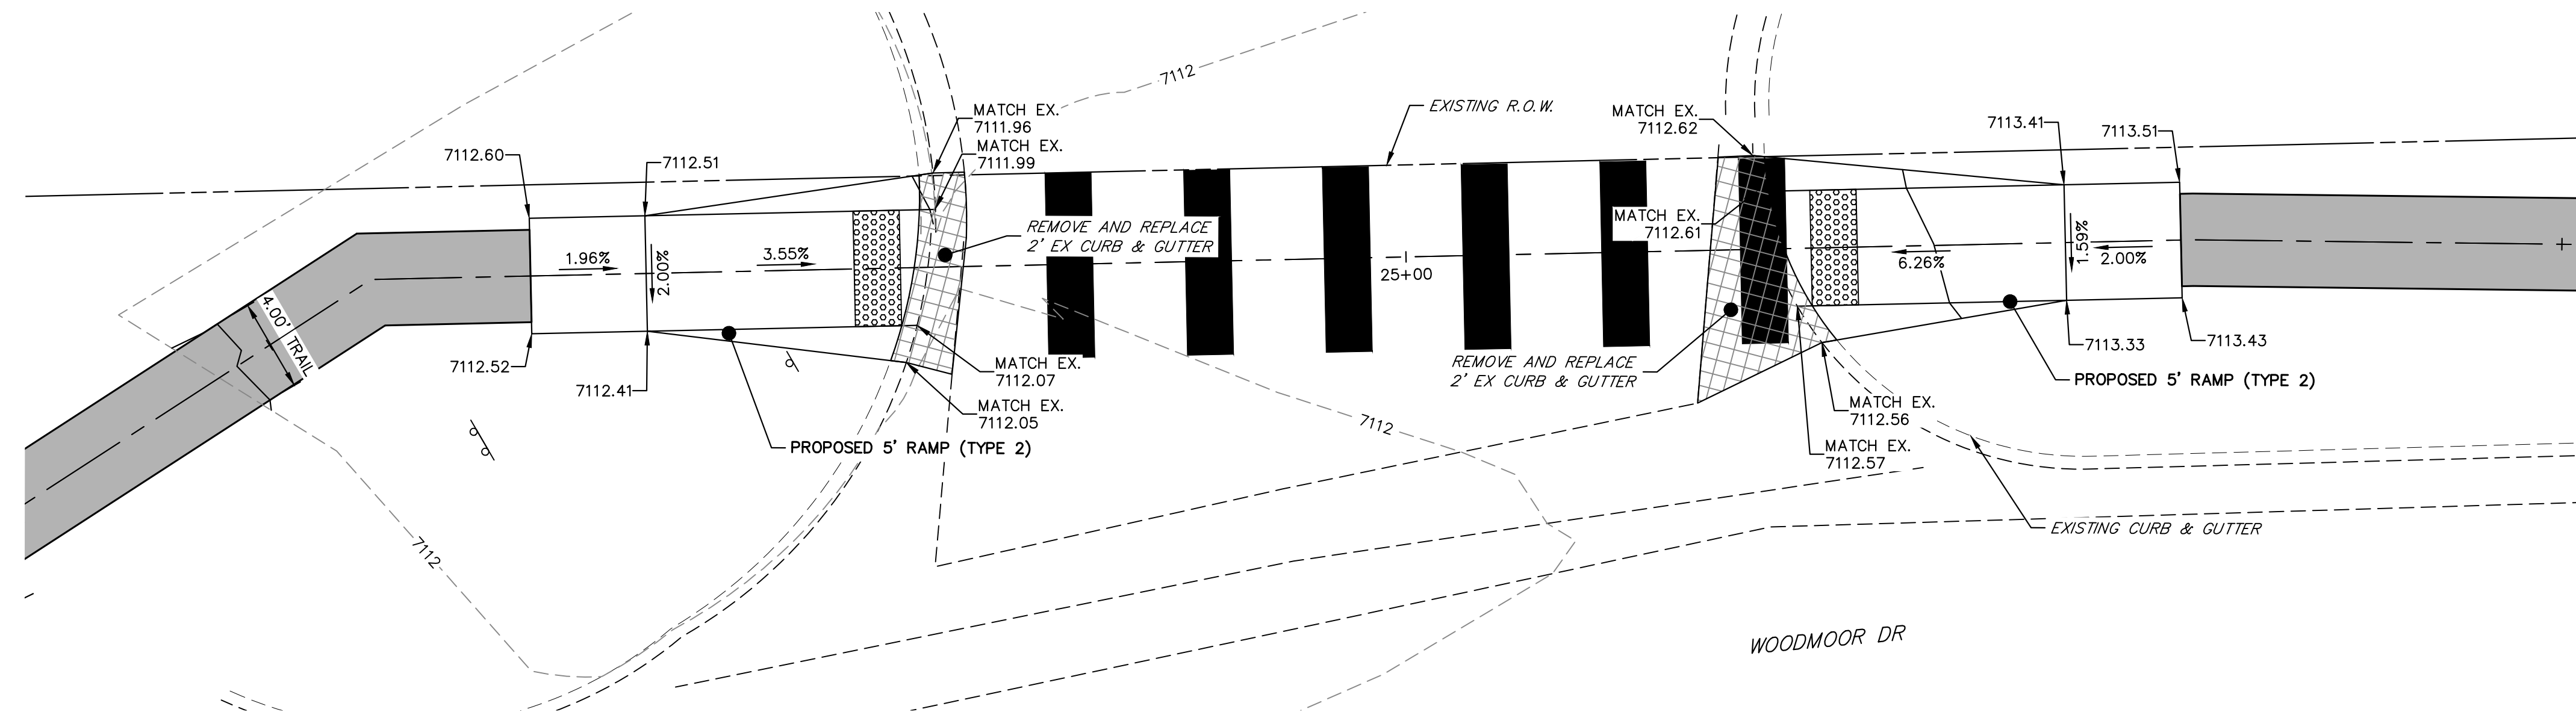 7112
MATCH EX.
7111.96
MATCH EX.
7111.99
EXISTING R.O.W.
MATCH EX.
7112.62
7113.41
7113.51
7112.60
7112.51
1.96%
2.00%
3.55%
REMOVE AND REPLACE
2' EX CURB & GUTTER
25+00
MATCH EX.
7112.61
6.26%
1.59%
2.00%
4.00' TRAIL
7112.52
7112.41
MATCH EX.
7112.07
MATCH EX.
7112.05
PROPOSED 5' RAMP (TYPE 2)
7112
REMOVE AND REPLACE
2' EX CURB & GUTTER
7113.33
7113.43
PROPOSED 5' RAMP (TYPE 2)
MATCH EX.
7112.56
MATCH EX.
7112.57
7112
EXISTING CURB & GUTTER
WOODMOOR DR